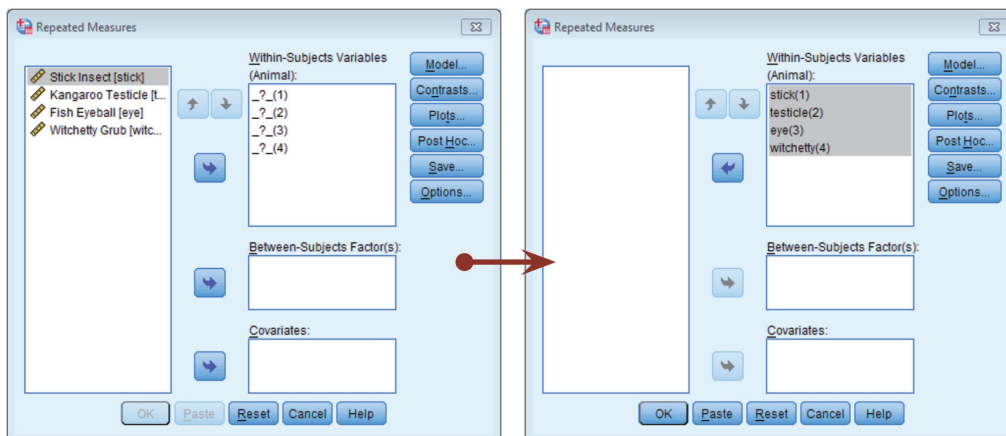 Repeated Measures
Stick Insect [stick]
Kangaroo Testicle [t...
Fish Eyeball [eye]
Witchetty Grub [witc...
Within-Subjects Variables
(Animal):
_?_(1)
_?_(2)
_?_(3)
_?_(4)
Between-Subjects Factor(s):
Covariates:
Model...
Contrasts...
Plots...
Post Hoc...
Save...
Options...
OK Paste Reset Cancel Help
Repeated Measures
Within-Subjects Variables
(Animal):
stick(1)
testicle(2)
eye(3)
witchetty(4)
Between-Subjects Factor(s):
Covariates:
Model...
Contrasts...
Plots...
Post Hoc...
Save...
Options...
OK Paste Reset Cancel Help